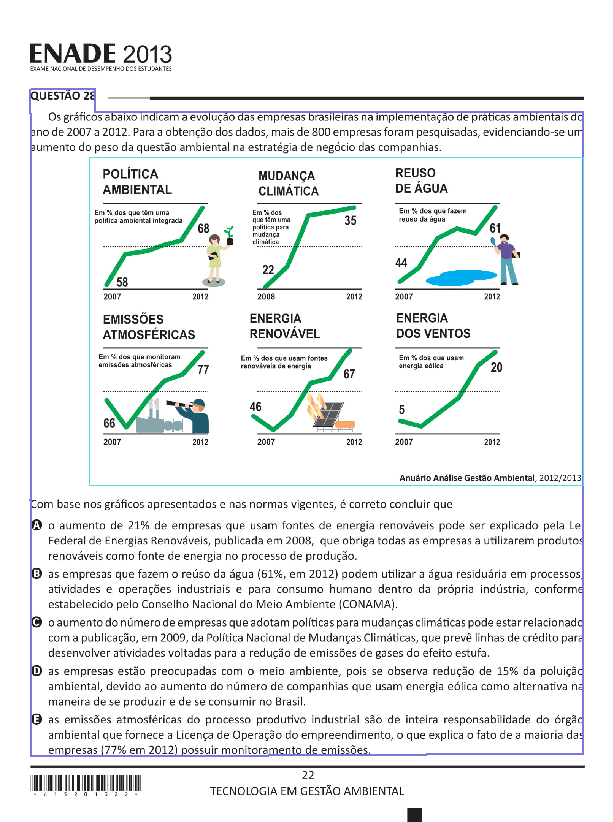 ENADE 2013
EXAME NACIONAL DE DESEMPENHO DOS ESTUDANTES
QUESTÃO 28
Os gráficos abaixo indicam a evolução das empresas brasileiras na implementação de práticas ambientais do
ano de 2007 a 2012. Para a obtenção dos dados, mais de 800 empresas foram pesquisadas, evidenciando-se um
aumento do peso da questão ambiental na estratégia de negócio das companhias.
POLÍTICA
AMBIENTAL
Em % dos que têm uma
política ambiental integrada
68
58
2007 2012
MUDANÇA
CLIMÁTICA
Em % dos
que têm uma
política para
mudança
climática
35
22
2008 2012
REUSO
DE ÁGUA
Em % dos que fazem
reuso da água
61
44
2007 2012
EMISSÕES
ATMOSFÉRICAS
Em % dos que monitoram
emissões atmosféricas
77
66
2007 2012
ENERGIA
RENOVÁVEL
Em % dos que usam fontes
renováveis de energia
67
46
2007 2012
ENERGIA
DOS VENTOS
Em % dos que usam
energia eólica
20
5
2007 2012
Anuário Análise Gestão Ambiental, 2012/2013
Com base nos gráficos apresentados e nas normas vigentes, é correto concluir que
A o aumento de 21% de empresas que usam fontes de energia renováveis pode ser explicado pela Le
Federal de Energias Renováveis, publicada em 2008, que obriga todas as empresas a utilizarem produtos
renováveis como fonte de energia no processo de produção.
B as empresas que fazem o reúso da água (61%, em 2012) podem utilizar a água residuária em processos,
atividades e operações industriais e para consumo humano dentro da própria indústria, conforme
estabelecido pelo Conselho Nacional do Meio Ambiente (CONAMA).
C o aumento do número de empresas que adotam políticas para mudanças climáticas pode estar relacionado
com a publicação, em 2009, da Política Nacional de Mudanças Climáticas, que prevê linhas de crédito para
desenvolver atividades voltadas para a redução de emissões de gases do efeito estufa.
D as empresas estão preocupadas com o meio ambiente, pois se observa redução de 15% da poluição
ambiental, devido ao aumento do número de companhias que usam energia eólica como alternativa na
maneira de se produzir e de se consumir no Brasil.
E as emissões atmosféricas do processo produtivo industrial são de inteira responsabilidade do órgão
ambiental que fornece a Licença de Operação do empreendimento, o que explica o fato de a maioria das
empresas (77% em 2012) possuir monitoramento de emissões.
22
TECNOLOGIA EM GESTÃO AMBIENTAL